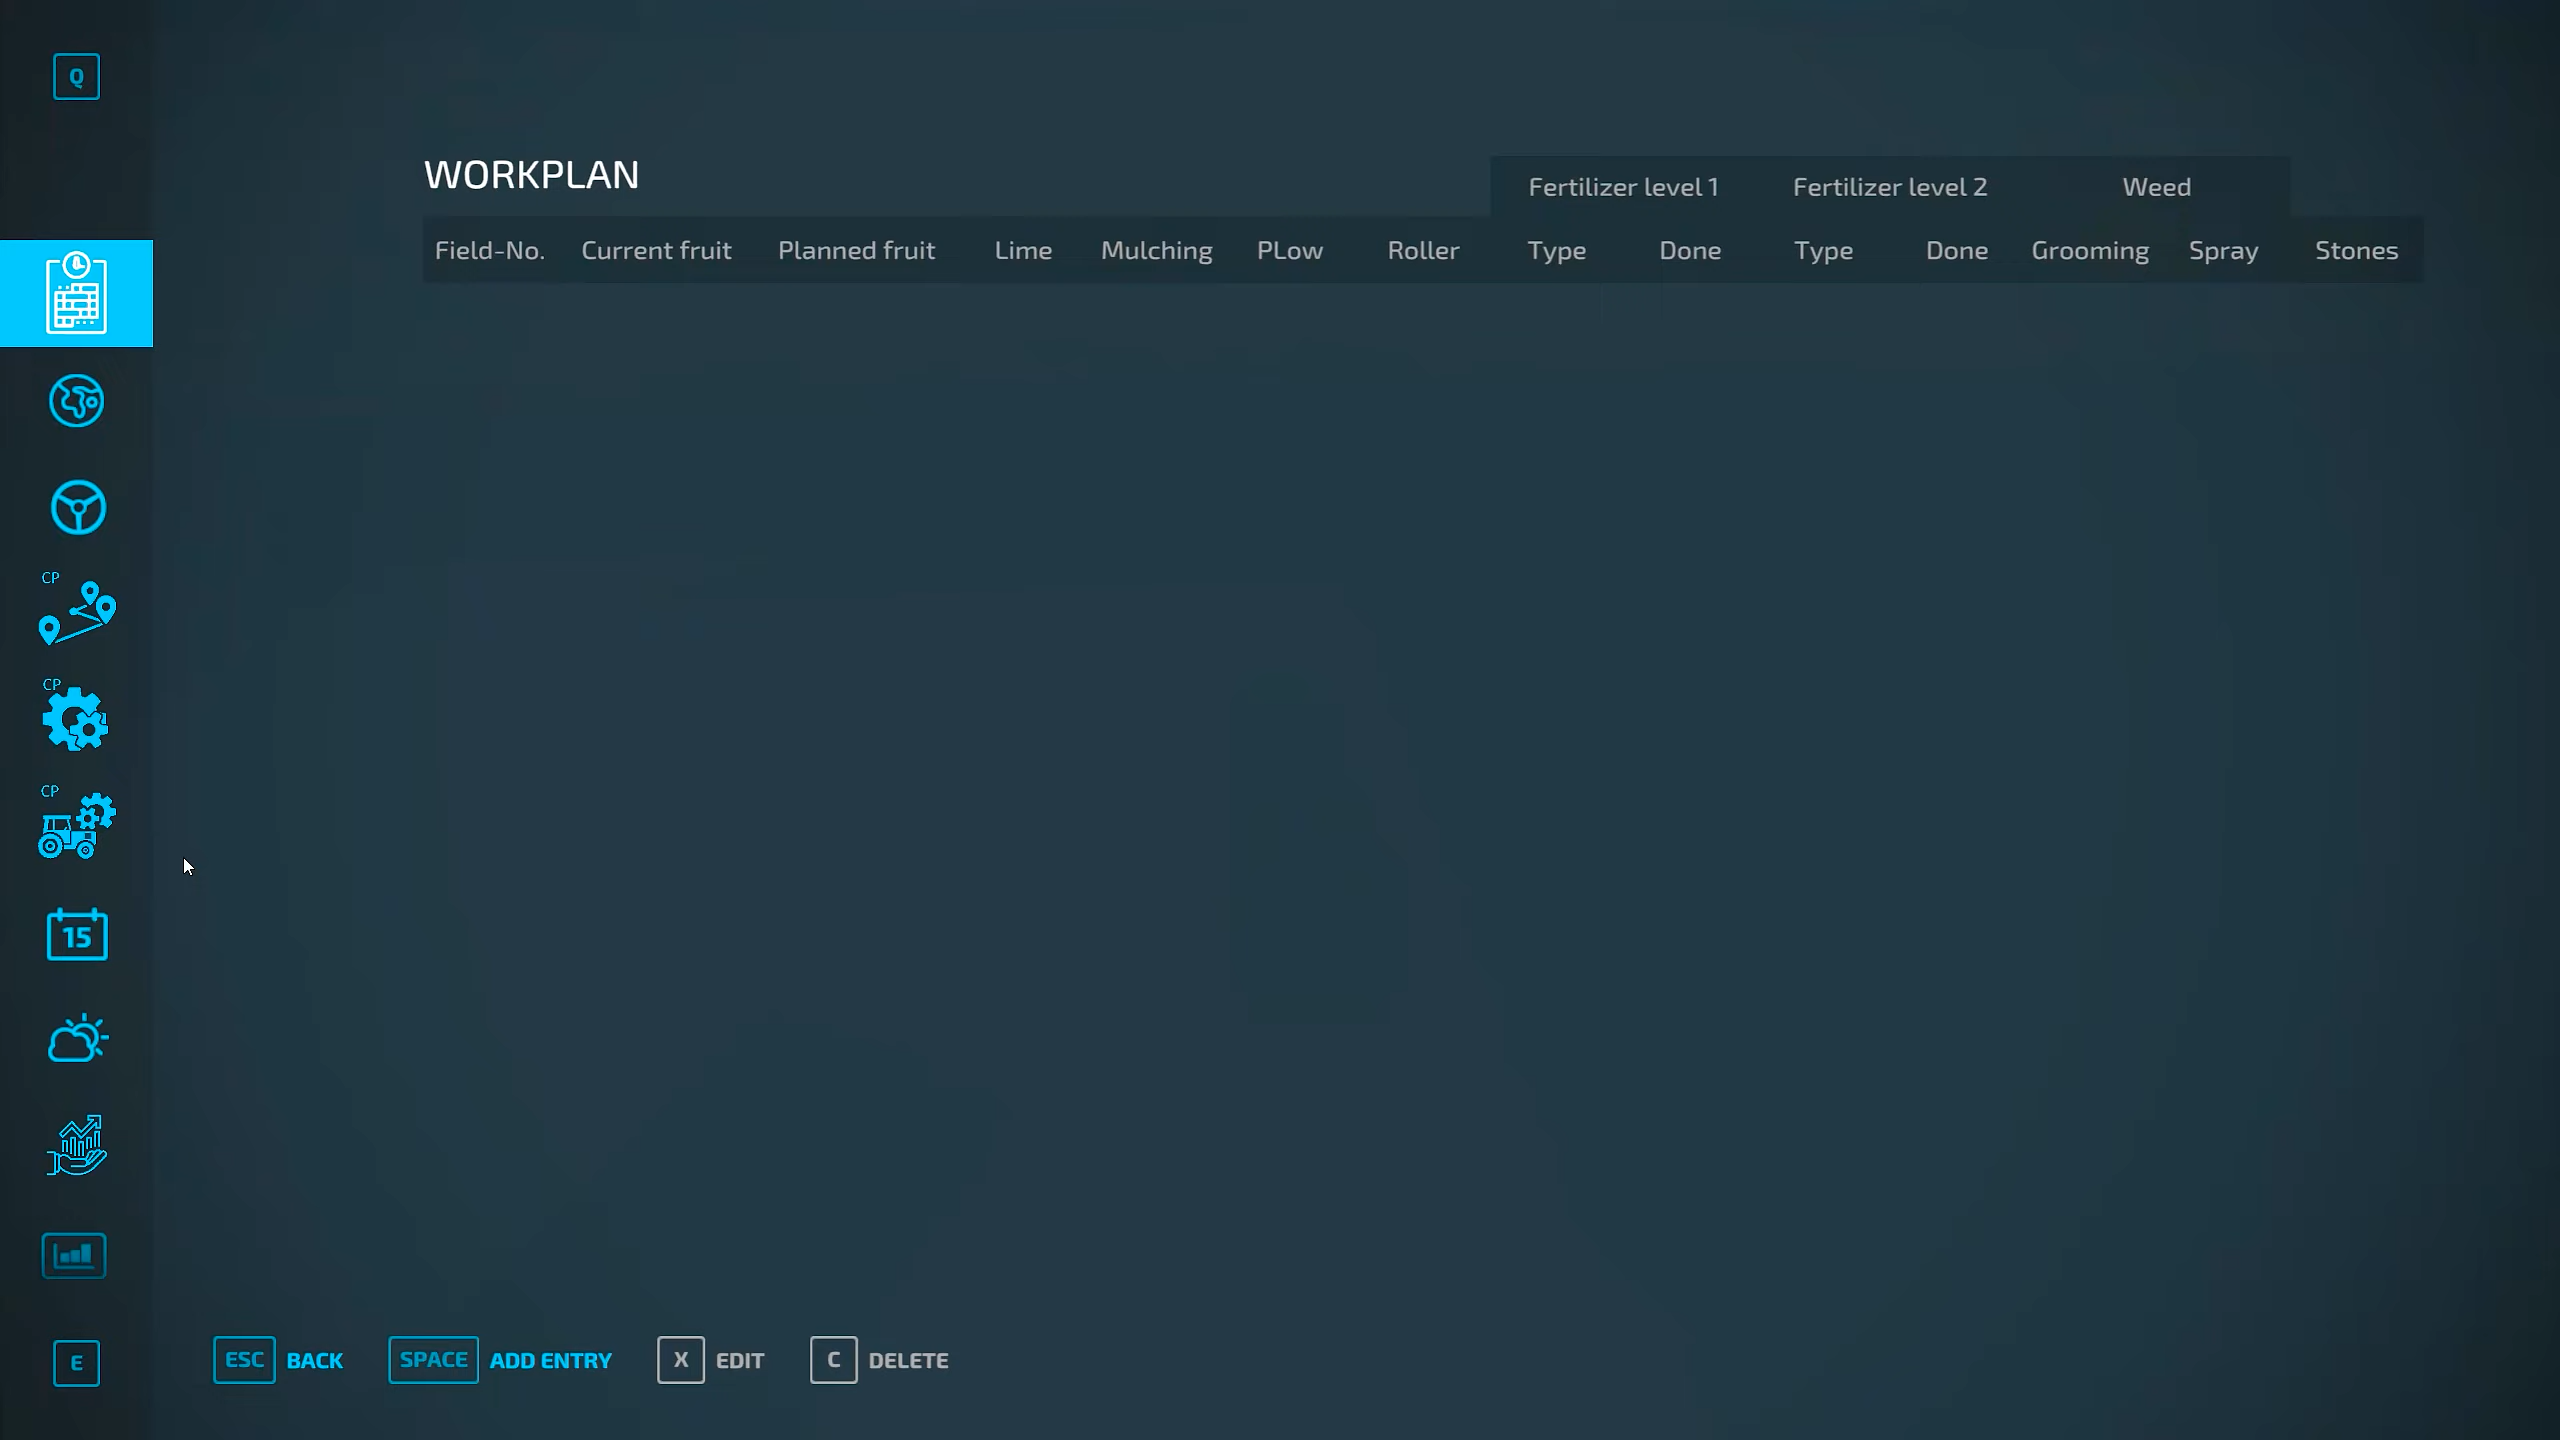 Q
WORKPLAN
Fertilizer level 1 Fertilizer level 2 Weed
Field-No. Current fruit Planned fruit Lime Mulching PLow Roller Type Done Type Done Grooming Spray Stones
CP
CP
CP
15
E
ESC BACK SPACE ADD ENTRY X EDIT C DELETE